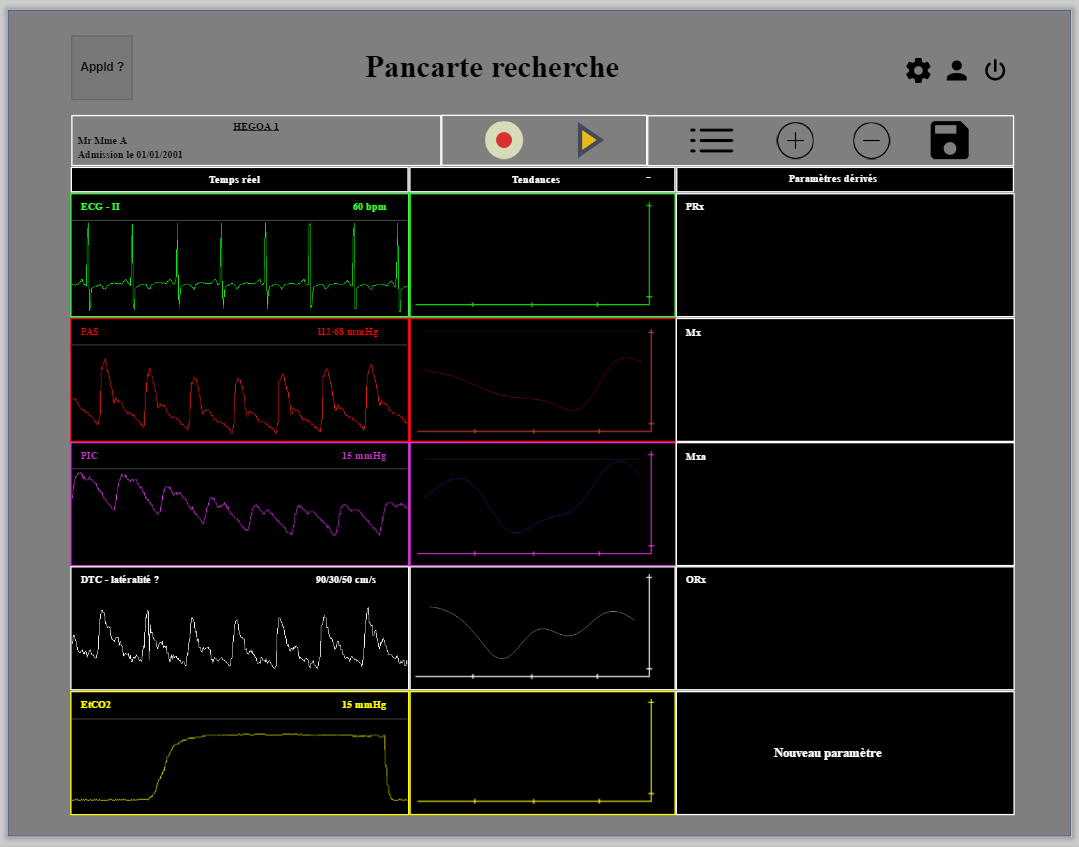 AppId ?
Pancarte recherche
HEGOA 1
Mr Mme A
Admission le 01/01/2001
Temps réel
Tendances
Paramètres dérivés
ECG - II
60 bpm
PRx
PAS
112/68 mmHg
Mx
PIC
15 mmHg
Mxa
DTC - latéralité ?
90/30/50 cm/s
ORx
EtCO2
15 mmHg
Nouveau paramètre